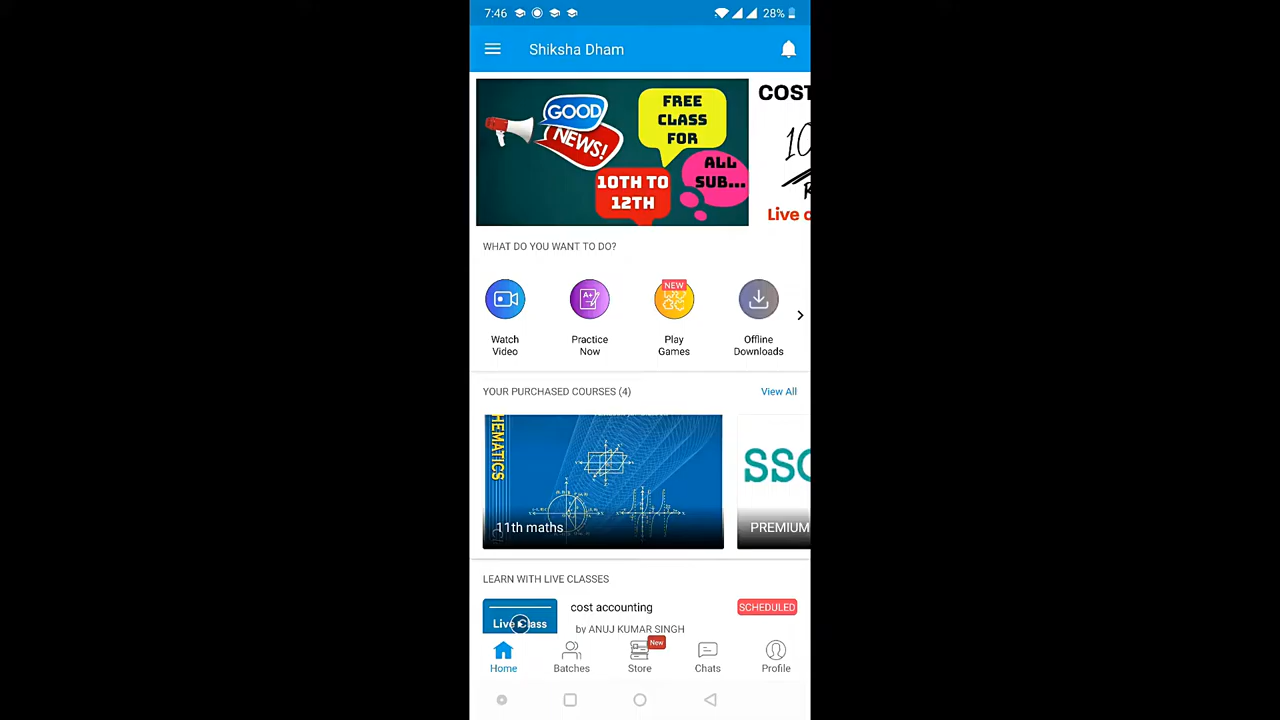 7:46
28%
Shiksha Dham
GOOD
NEWS!
FREE
CLASS
FOR
ALL
SUB...
10TH TO
12TH
COST
10
Live c
WHAT DO YOU WANT TO DO?
NEW
Watch
Video
Practice
Now
Play
Games
Offline
Downloads
YOUR PURCHASED COURSES (4)
View All
HEMATICS
11th maths
SSC
PREMIUM
LEARN WITH LIVE CLASSES
Live Class
cost accounting
SCHEDULED
by ANUJ KUMAR SINGH
New
Home
Batches
Store
Chats
Profile